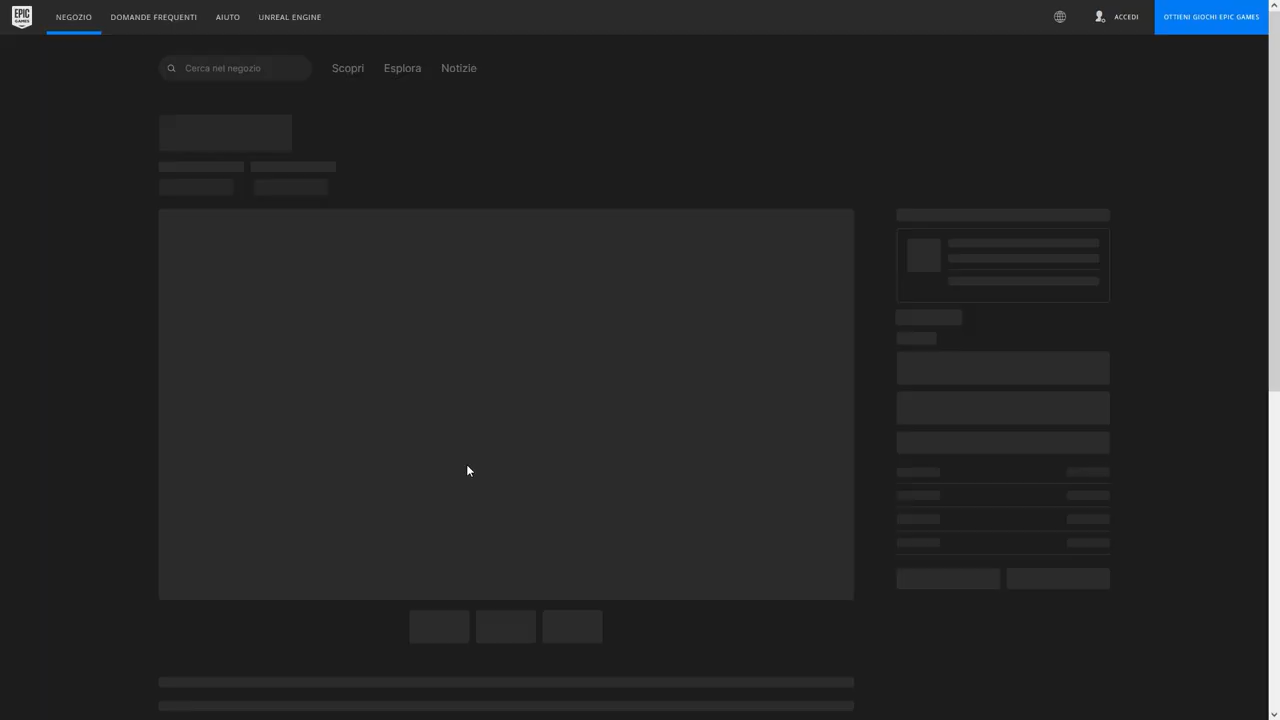 EPIC GAMES
NEGOZIO
DOMANDE FREQUENTI
AIUTO
UNREAL ENGINE
ACCEDI
OTTIENI GIOCHI EPIC GAMES
Cerca nel negozio
Scopri
Esplora
Notizie